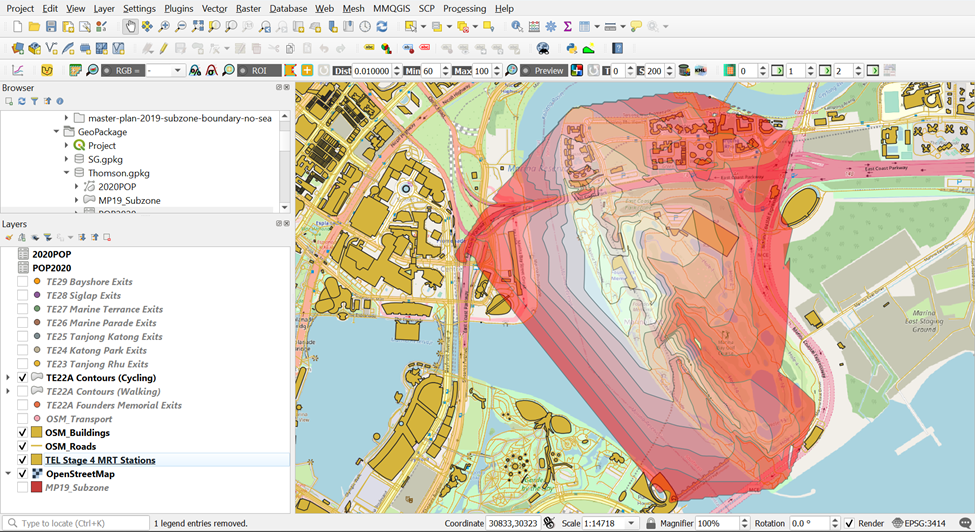 Project Edit View Layer Settings Plugins Vector Raster Database Web Mesh MMQGIS SCP Processing Help
RGB = - ROI Dist 0.010000 Min 60 Max 100 Preview T 0 S 200 KML 0 1 2
Browser
master-plan-2019-subzone-boundary-no-sea
GeoPackage
Project
SG.gpkg
Thomson.gpkg
2020POP
MP19_Subzone
POP2020
Layers
2020POP
POP2020
TE29 Bayshore Exits
TE28 Siglap Exits
TE27 Marine Terrance Exits
TE26 Marine Parade Exits
TE25 Tanjong Katong Exits
TE24 Katong Park Exits
TE23 Tanjong Rhu Exits
TE22A Contours (Cycling)
TE22A Contours (Walking)
TE22A Founders Memorial Exits
OSM_Transport
OSM_Buildings
OSM_Roads
TEL Stage 4 MRT Stations
OpenStreetMap
MP19_Subzone
East Coast Parkway
East Coast Parkway
Marina
East Staging
Ground
Type to locate (Ctrl+K) 1 legend entries removed. Coordinate 30833,30323 Scale 1:14718 Magnifier 100% Rotation 0.0 ° Render EPSG:3414